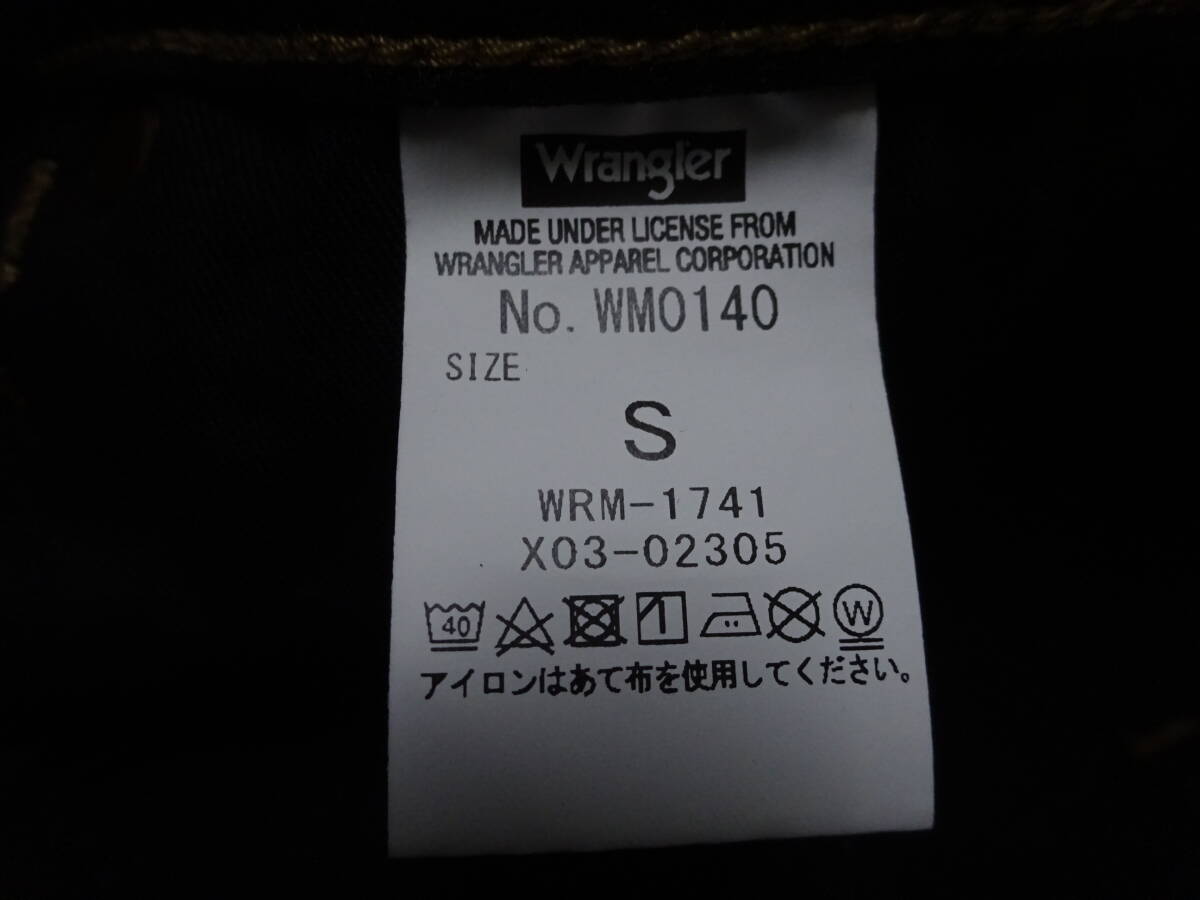 Wrangler
MADE UNDER LICENSE FROM
WRANGLER APPAREL CORPORATION
No. WM0140
SIZE
S
WRM-1741
X03-02305
40 W
アイロンはあて布を使用してください。